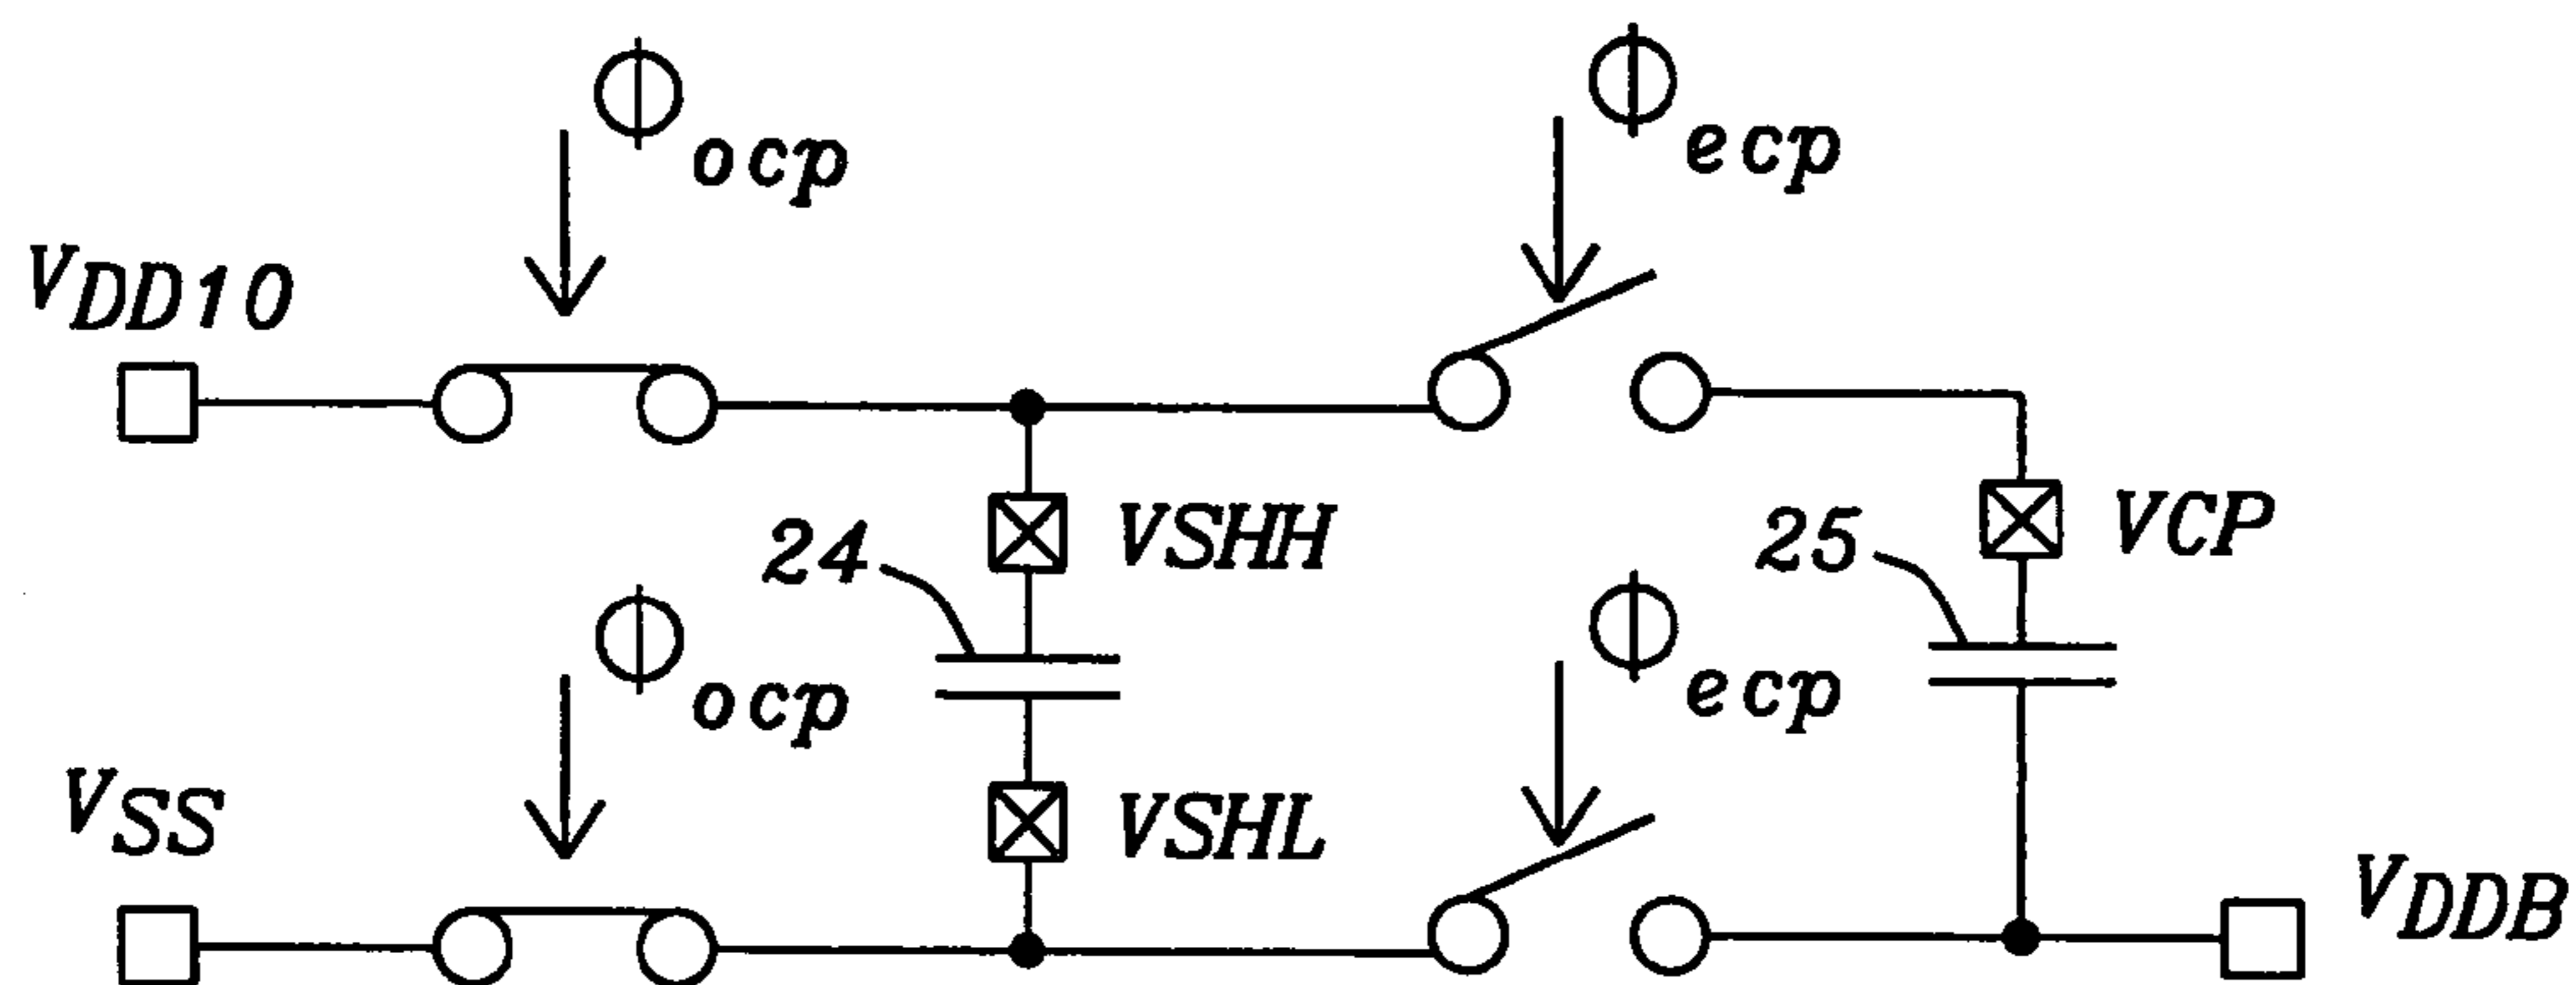 Φocp
Φecp
VDD10
24
VSHH
25
VCP
Φocp
Φecp
VSS
VSHL
VDDB